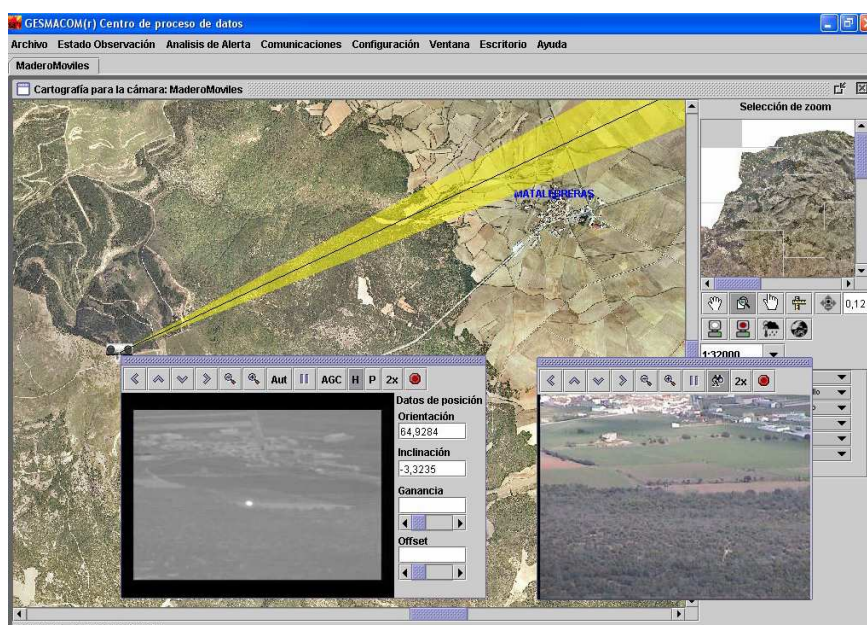 GESMACOM(r) Centro de proceso de datos
Archivo Estado Observación Analisis de Alerta Comunicaciones Configuración Ventana Escritorio Ayuda
MaderoMoviles
Cartografía para la cámara: MaderoMoviles
Selección de zoom
MATALEBRERAS
0,12
1:32000
Aut AGC H P 2x
2x
Datos de posición
Orientación
64,9284
Inclinación
-3,3235
Ganancia
Offset